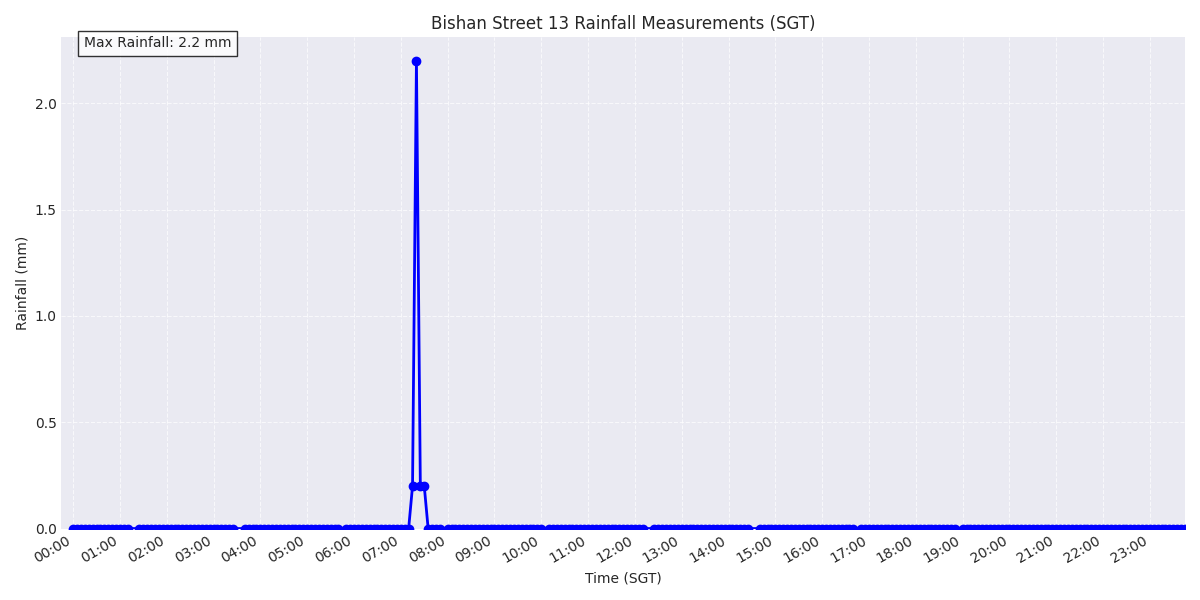 Bishan Street 13 Rainfall Measurements (SGT)
Max Rainfall: 2.2 mm
Rainfall (mm)
2.0
1.5
1.0
0.5
0.0
00:00 01:00 02:00 03:00 04:00 05:00 06:00 07:00 08:00 09:00 10:00 11:00 12:00 13:00 14:00 15:00 16:00 17:00 18:00 19:00 20:00 21:00 22:00 23:00
Time (SGT)